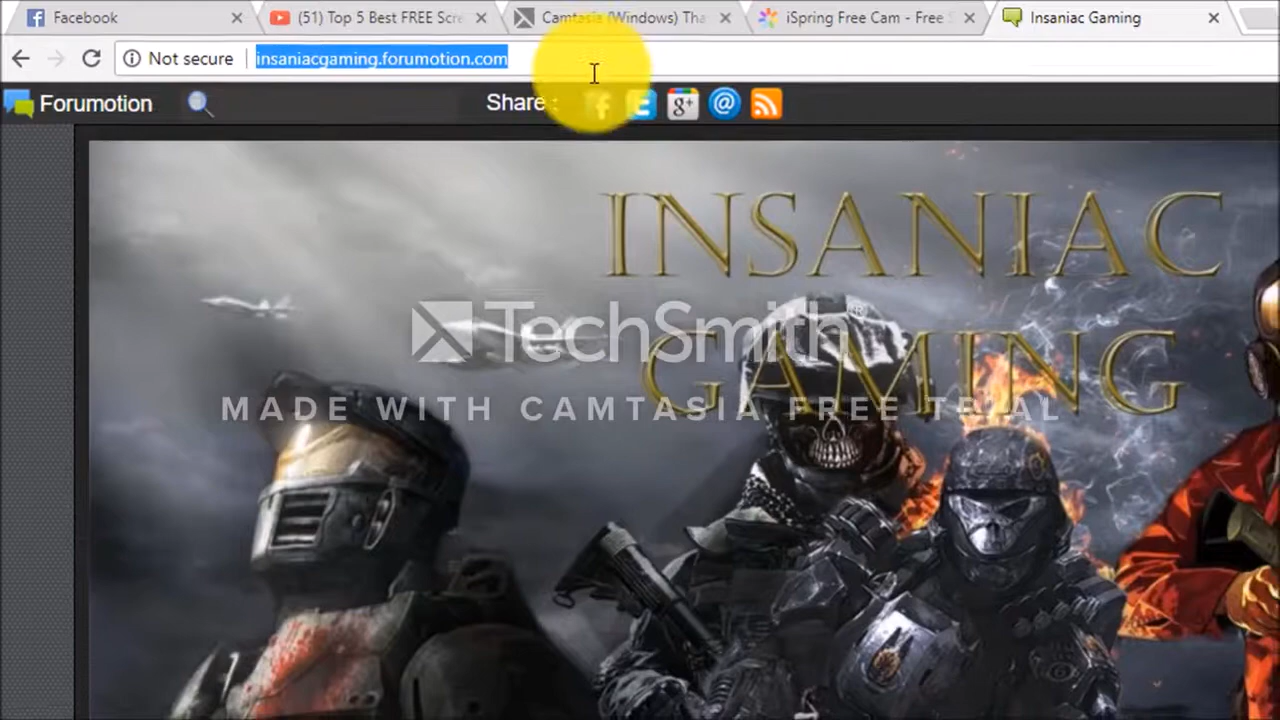 Facebook
(51) Top 5 Best FREE Scre
Camtasia (Windows) Tha
iSpring Free Cam - Free S
Insaniac Gaming
Not secure
insaniacgaming.forumotion.com
Forumotion
Share :
INSANIAC
TechSmith®
GAMING
MADE WITH CAMTASIA FREE TRIAL